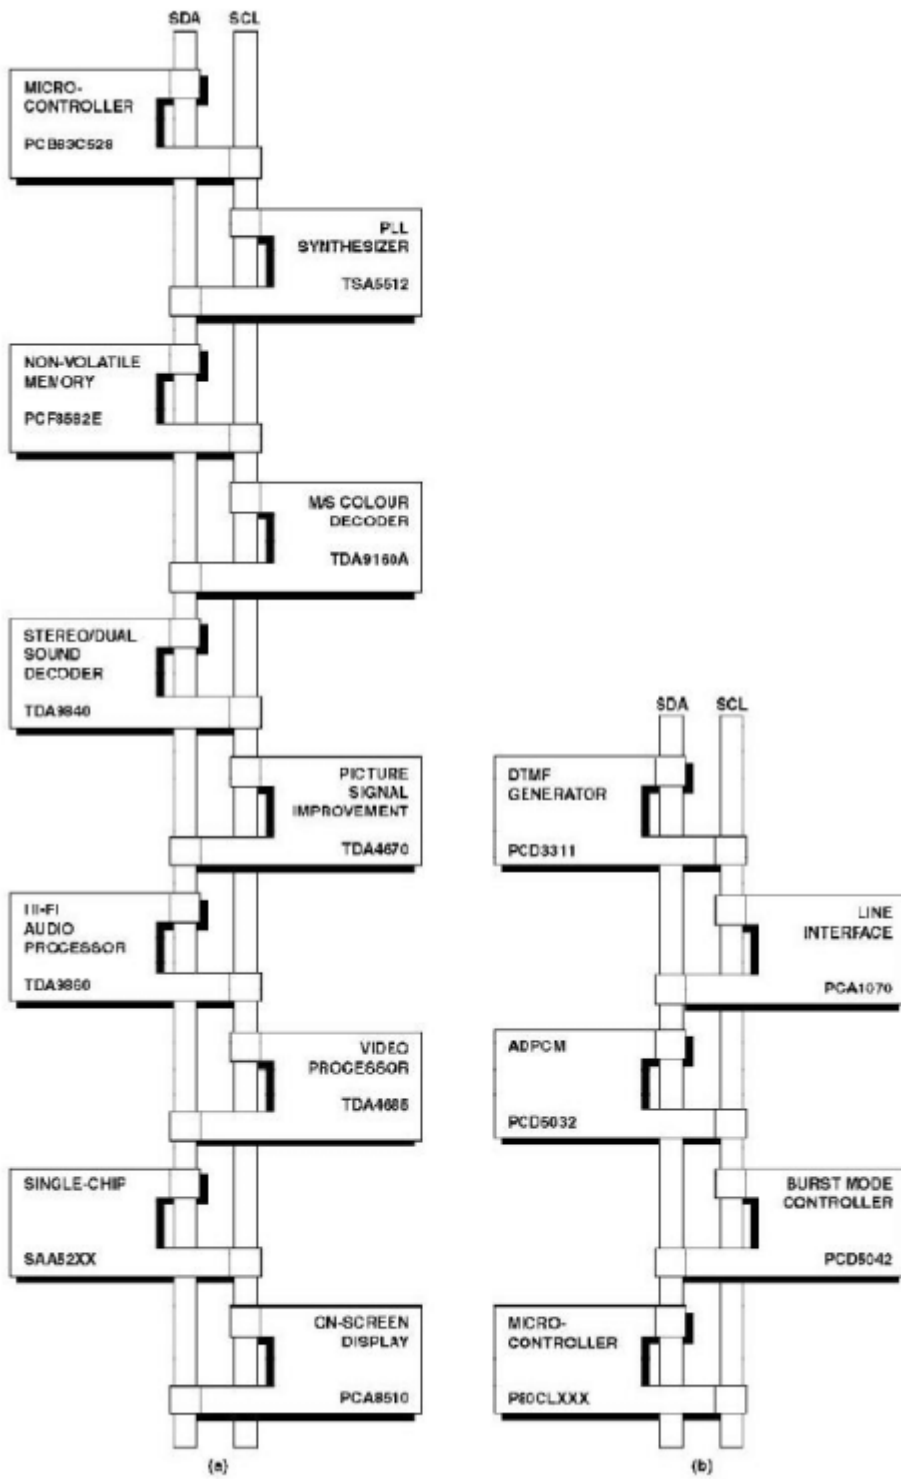 SDA SCL
MICRO-
CONTROLLER
PCB83C528
PLL
SYNTHESIZER
TSA5512
NON-VOLATILE
MEMORY
PCF8582E
M/S COLOUR
DECODER
TDA9160A
STEREO/DUAL
SOUND
DECODER
TDA9840
PICTURE
SIGNAL
IMPROVEMENT
TDA4670
HI-FI
AUDIO
PROCESSOR
TDA9860
VIDEO
PROCESSOR
TDA4685
SINGLE-CHIP
SAA52XX
ON-SCREEN
DISPLAY
PCA8510
(a)
SDA SCL
DTMF
GENERATOR
PCD3311
LINE
INTERFACE
PCA1070
ADPCM
PCD5032
BURST MODE
CONTROLLER
PCD5042
MICRO-
CONTROLLER
P80CLXXX
(b)